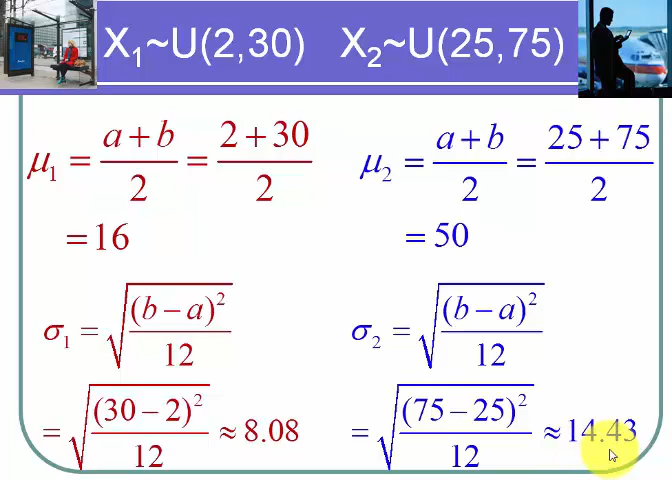 X₁~U(2,30) X₂~U(25,75)
μ₁ = (a + b)/2 = (2 + 30)/2
= 16
σ₁ = √((b − a)²/12)
= √((30 − 2)²/12) ≈ 8.08
μ₂ = (a + b)/2 = (25 + 75)/2
= 50
σ₂ = √((b − a)²/12)
= √((75 − 25)²/12) ≈ 14.43